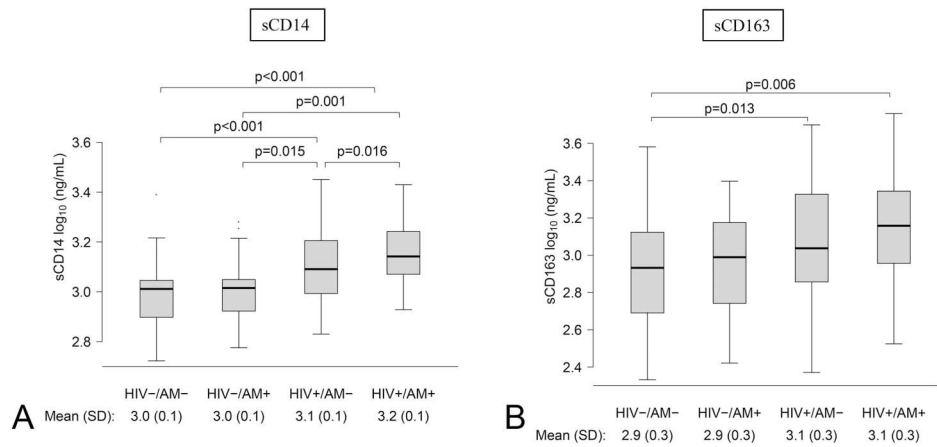 sCD14
p<0.001
p=0.001
p<0.001
p=0.015 p=0.016
3.6
3.4
3.2
3.0
2.8
sCD14 log10 (ng/mL)
HIV−/AM− HIV−/AM+ HIV+/AM− HIV+/AM+
A Mean (SD): 3.0 (0.1) 3.0 (0.1) 3.1 (0.1) 3.2 (0.1)
sCD163
p=0.006
p=0.013
3.8
3.6
3.4
3.2
3.0
2.8
2.6
2.4
sCD163 log10 (ng/mL)
HIV−/AM− HIV−/AM+ HIV+/AM− HIV+/AM+
B Mean (SD): 2.9 (0.3) 2.9 (0.3) 3.1 (0.3) 3.1 (0.3)